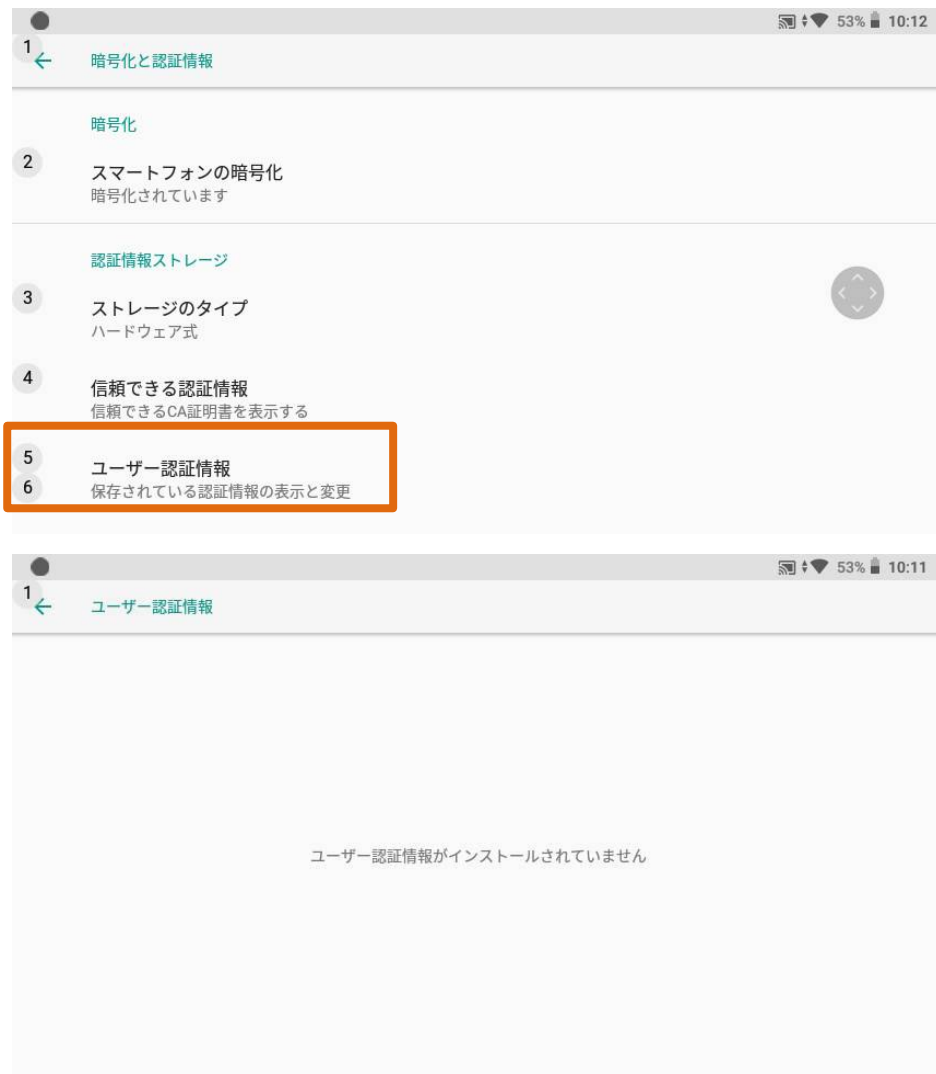 53% 10:12
1
暗号化と認証情報
暗号化
2
スマートフォンの暗号化
暗号化されています
認証情報ストレージ
3
ストレージのタイプ
ハードウェア式
4
信頼できる認証情報
信頼できるCA証明書を表示する
5
ユーザー認証情報
6
保存されている認証情報の表示と変更
53% 10:11
1
ユーザー認証情報
ユーザー認証情報がインストールされていません